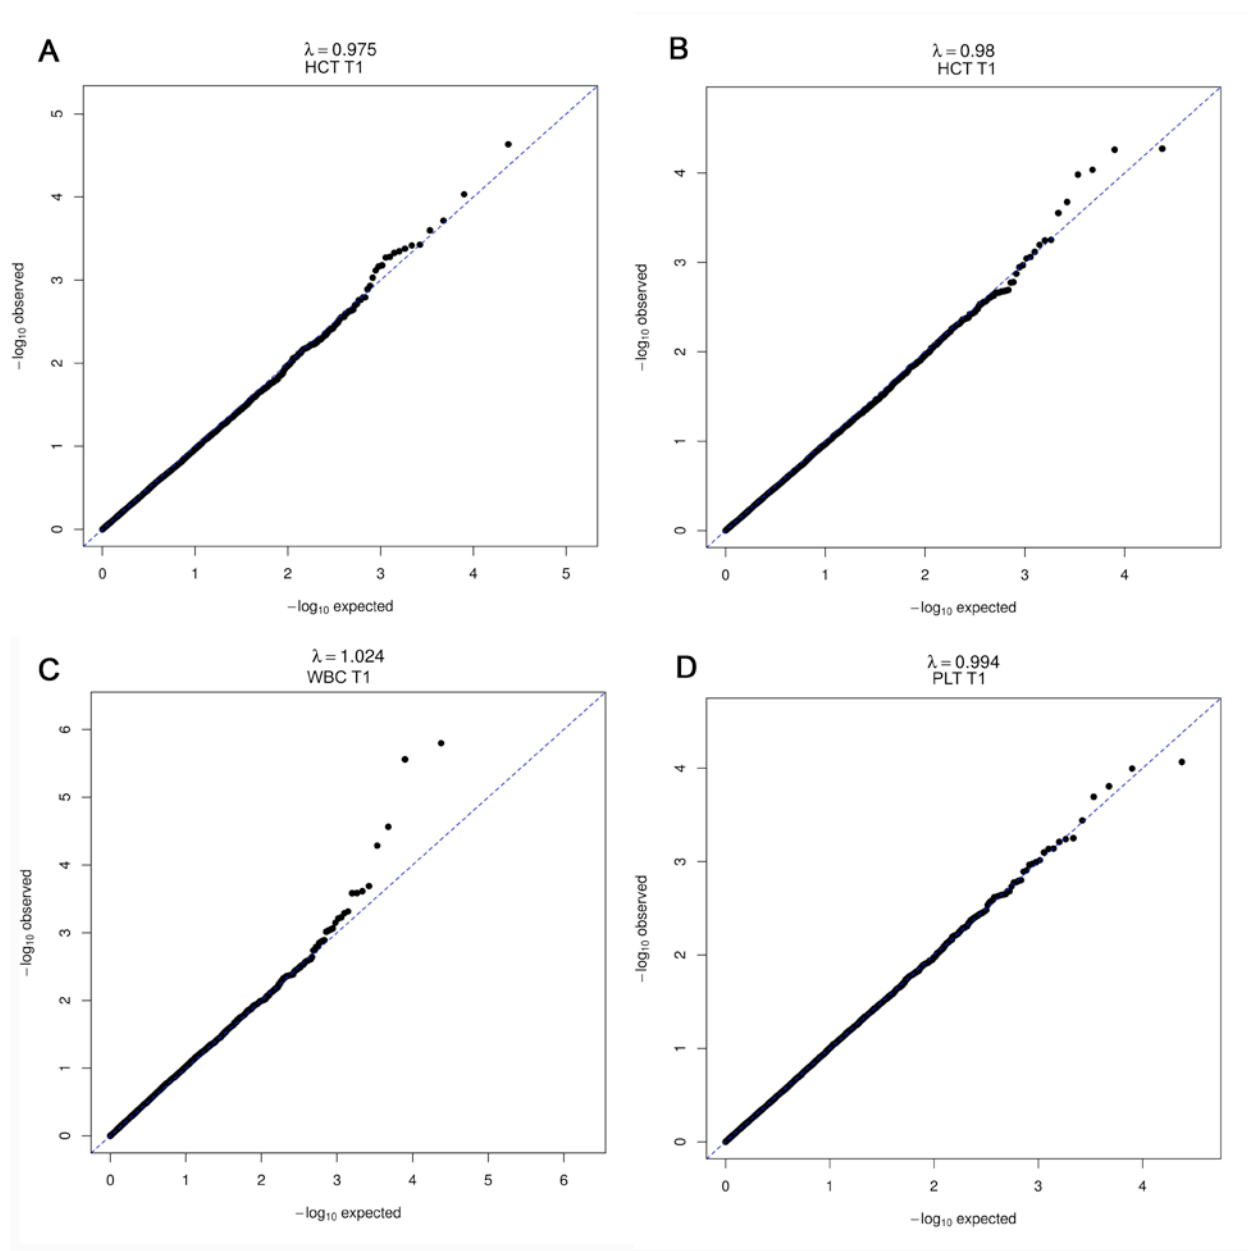 A
λ = 0.975
HCT T1
5
4
3
2
1
0
−log10 observed
0 1 2 3 4 5
−log10 expected
B
λ = 0.98
HCT T1
4
3
2
1
0
−log10 observed
0 1 2 3 4
−log10 expected
C
λ = 1.024
WBC T1
6
5
4
3
2
1
0
−log10 observed
0 1 2 3 4 5 6
−log10 expected
D
λ = 0.994
PLT T1
4
3
2
1
0
−log10 observed
0 1 2 3 4
−log10 expected